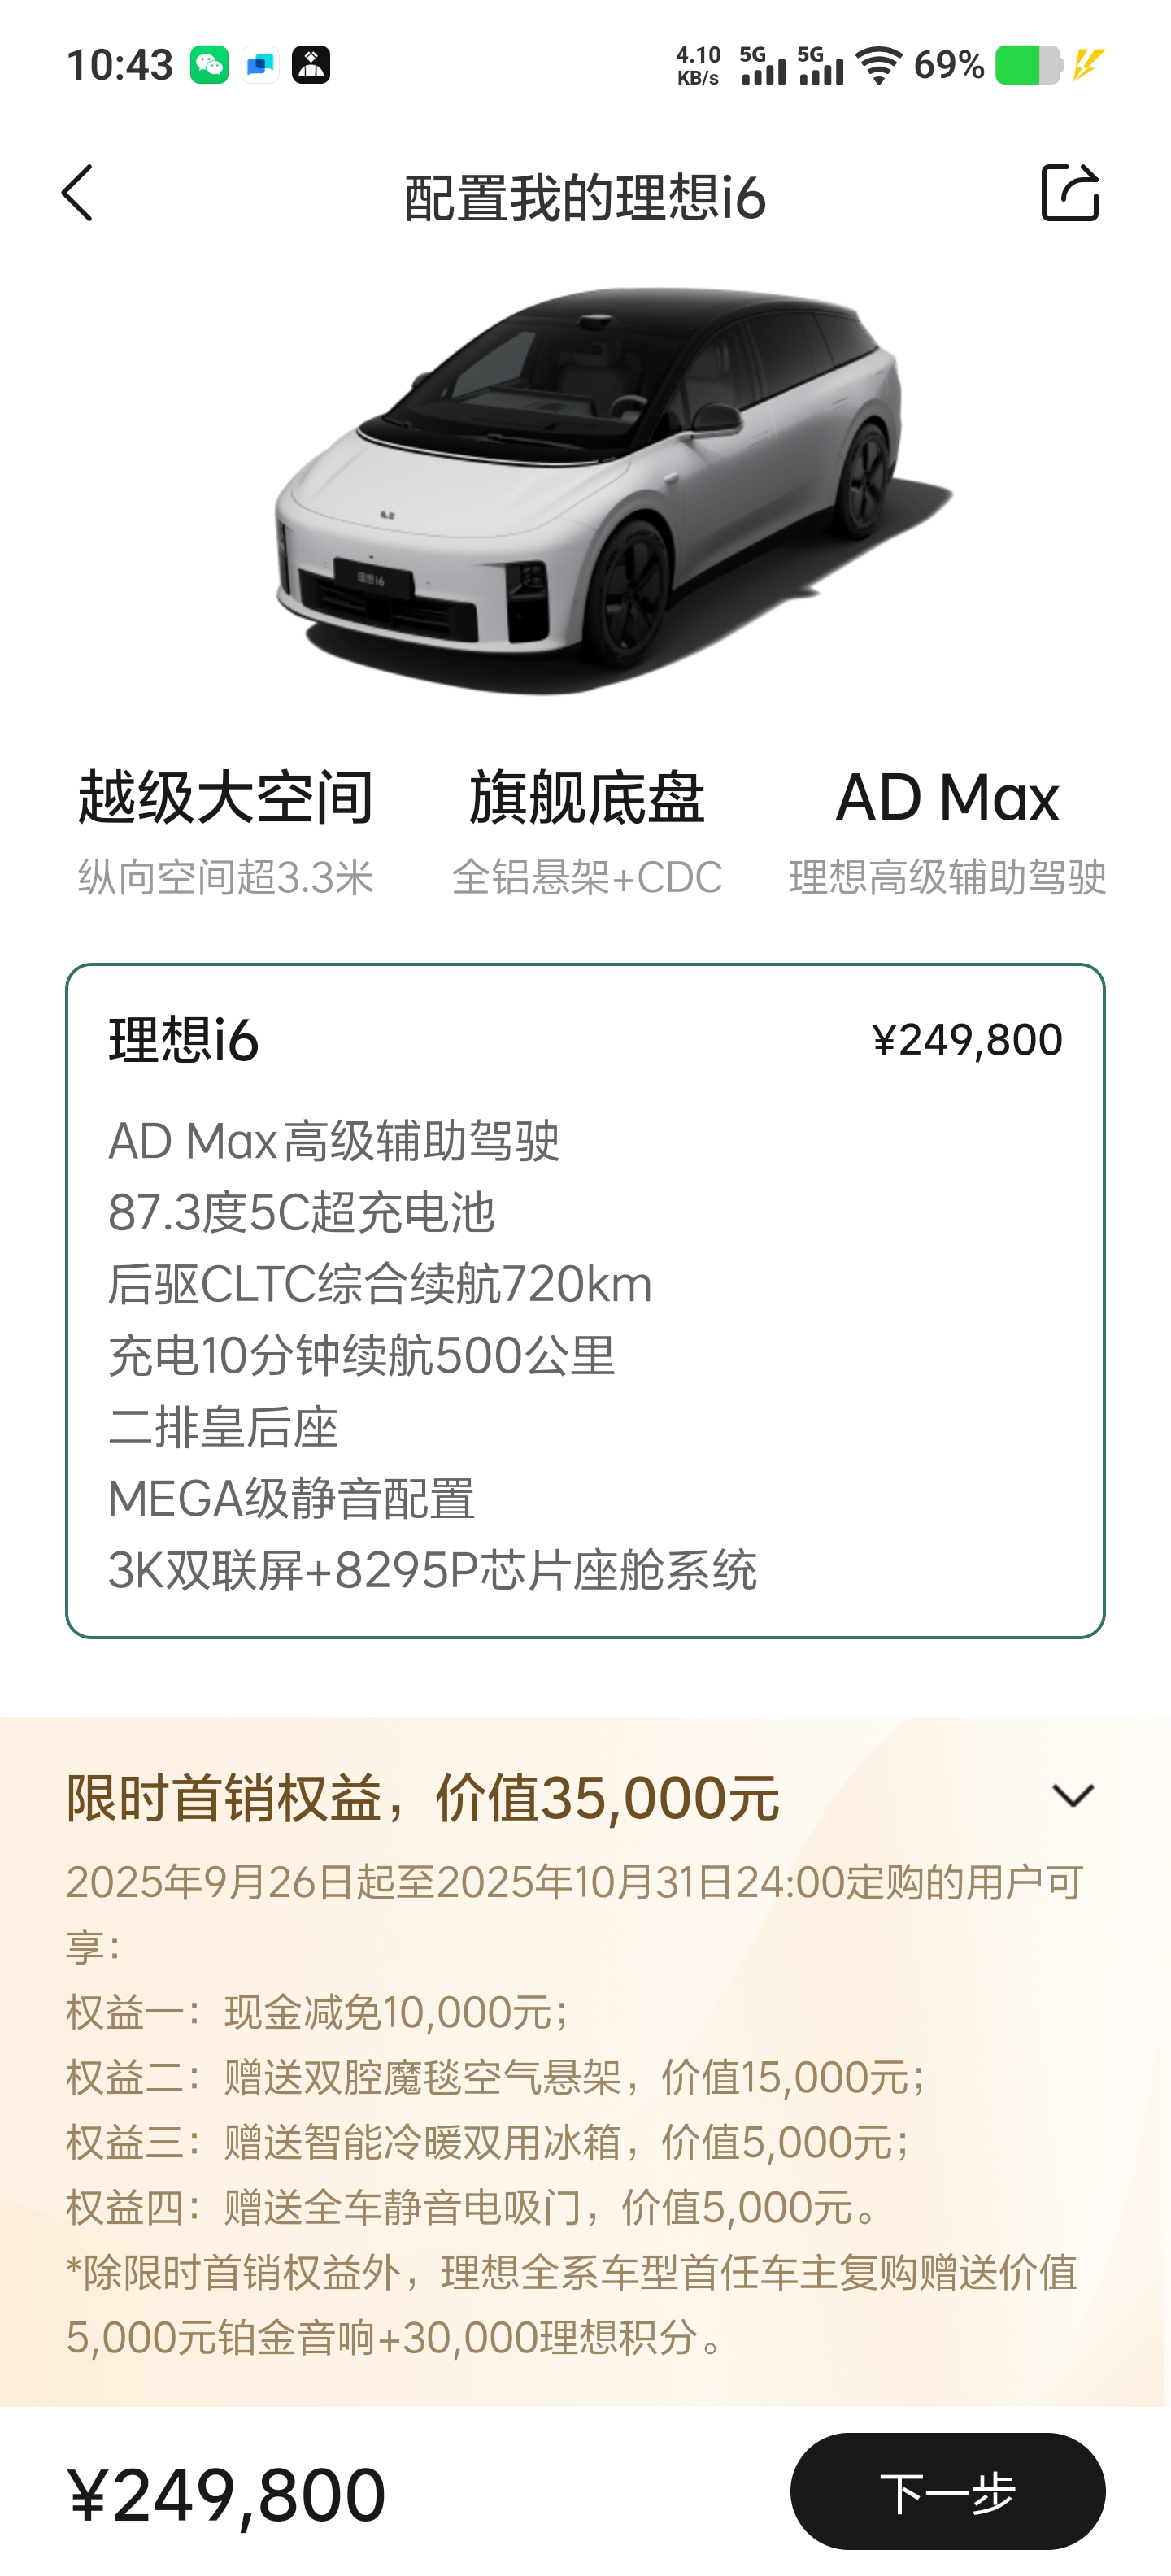 10:43
4.10
KB/s
5G
5G
69%
配置我的理想i6
理想i6
越级大空间
旗舰底盘
AD Max
纵向空间超3.3米
全铝悬架+CDC
理想高级辅助驾驶
理想i6
¥249,800
AD Max高级辅助驾驶
87.3度5C超充电池
后驱CLTC综合续航720km
充电10分钟续航500公里
二排皇后座
MEGA级静音配置
3K双联屏+8295P芯片座舱系统
限时首销权益，价值35,000元
2025年9月26日起至2025年10月31日24:00定购的用户可
享：
权益一：现金减免10,000元；
权益二：赠送双腔魔毯空气悬架，价值15,000元；
权益三：赠送智能冷暖双用冰箱，价值5,000元；
权益四：赠送全车静音电吸门，价值5,000元。
*除限时首销权益外，理想全系车型首任车主复购赠送价值
5,000元铂金音响+30,000理想积分。
¥249,800
下一步